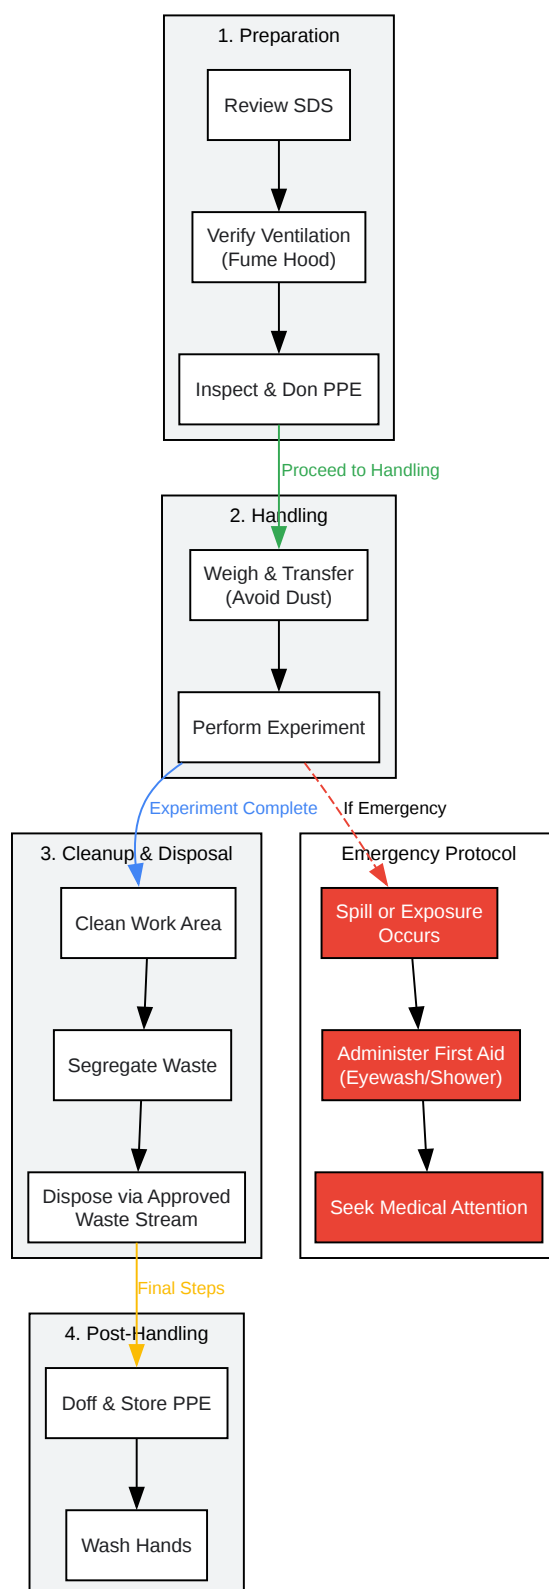 1. Preparation
Review SDS
Verify Ventilation
(Fume Hood)
Inspect & Don PPE
Proceed to Handling
2. Handling
Weigh & Transfer
(Avoid Dust)
Perform Experiment
Experiment Complete
If Emergency
3. Cleanup & Disposal
Clean Work Area
Segregate Waste
Dispose via Approved
Waste Stream
Emergency Protocol
Spill or Exposure
Occurs
Administer First Aid
(Eyewash/Shower)
Seek Medical Attention
Final Steps
4. Post-Handling
Doff & Store PPE
Wash Hands